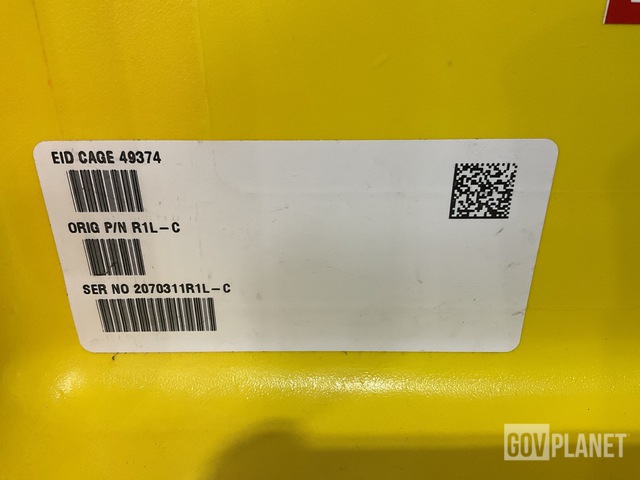 EID CAGE 49374
ORIG P/N R1L-C
SER NO 2070311R1L-C
GOVPLANET